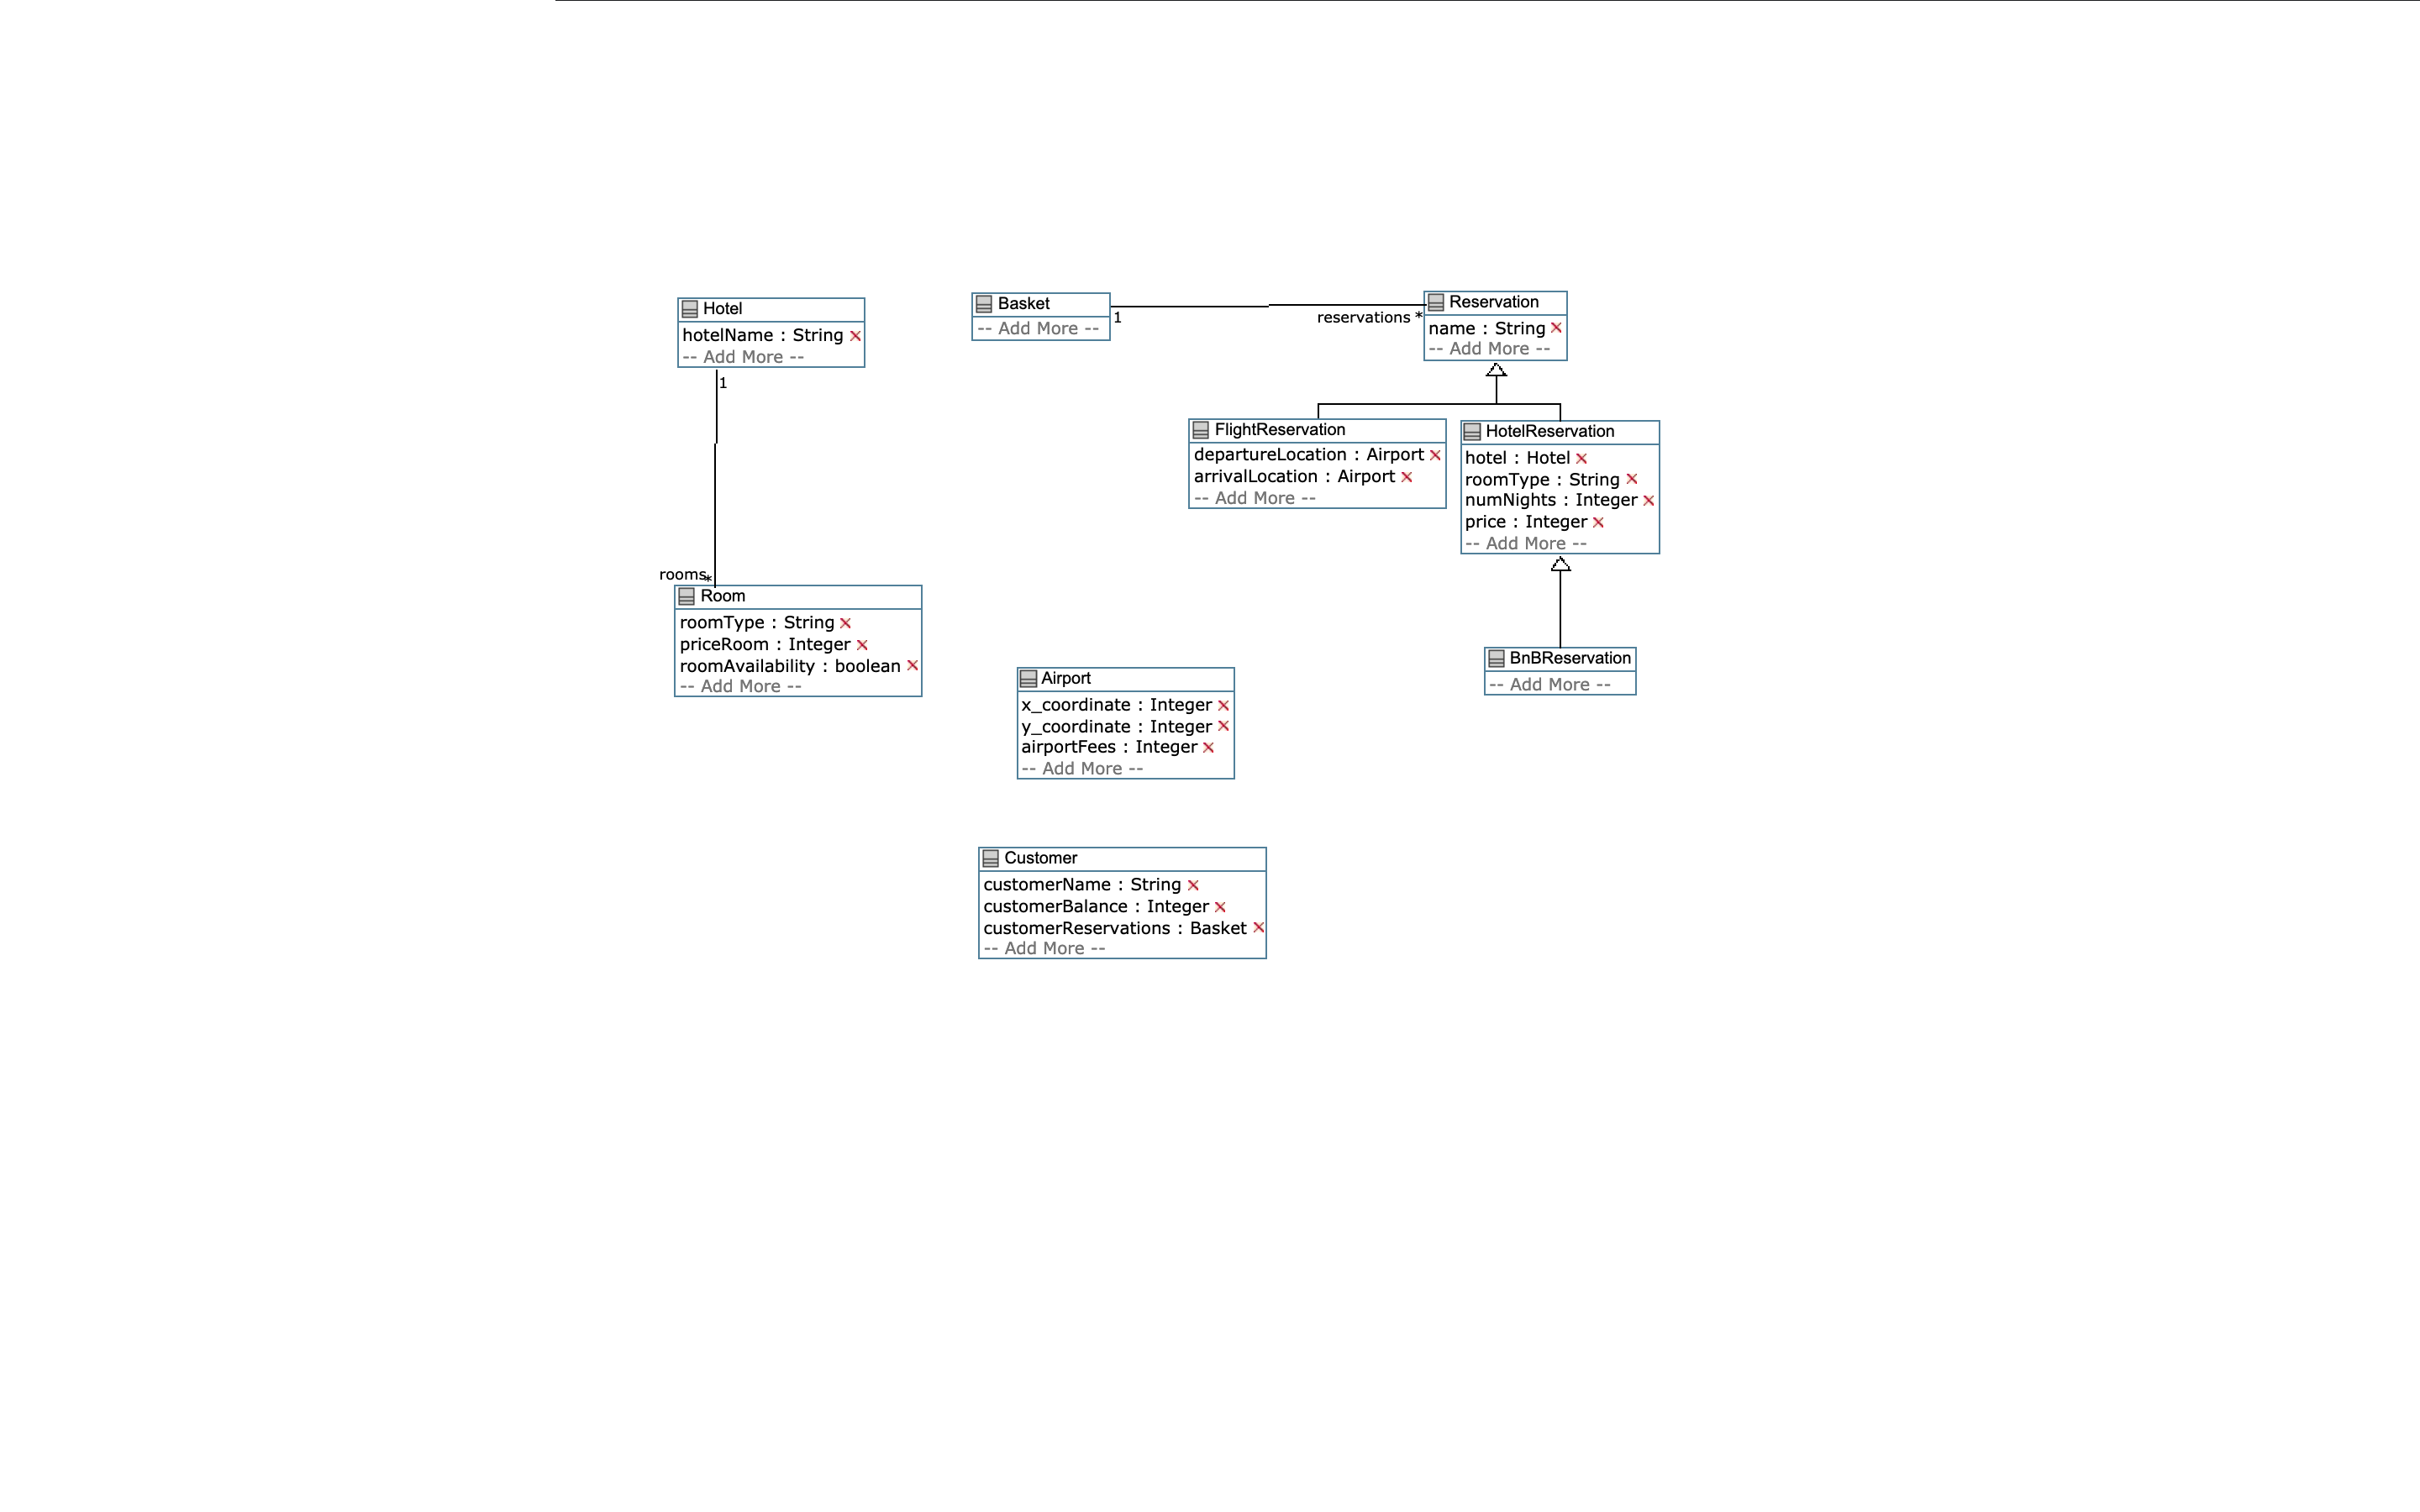 Hotel
hotelName : String
-- Add More --
1
rooms *
Room
roomType : String
priceRoom : Integer
roomAvailability : boolean
-- Add More --
Basket
-- Add More --
1
reservations *
Reservation
name : String
-- Add More --
FlightReservation
departureLocation : Airport
arrivalLocation : Airport
-- Add More --
HotelReservation
hotel : Hotel
roomType : String
numNights : Integer
price : Integer
-- Add More --
BnBReservation
-- Add More --
Airport
x_coordinate : Integer
y_coordinate : Integer
airportFees : Integer
-- Add More --
Customer
customerName : String
customerBalance : Integer
customerReservations : Basket
-- Add More --